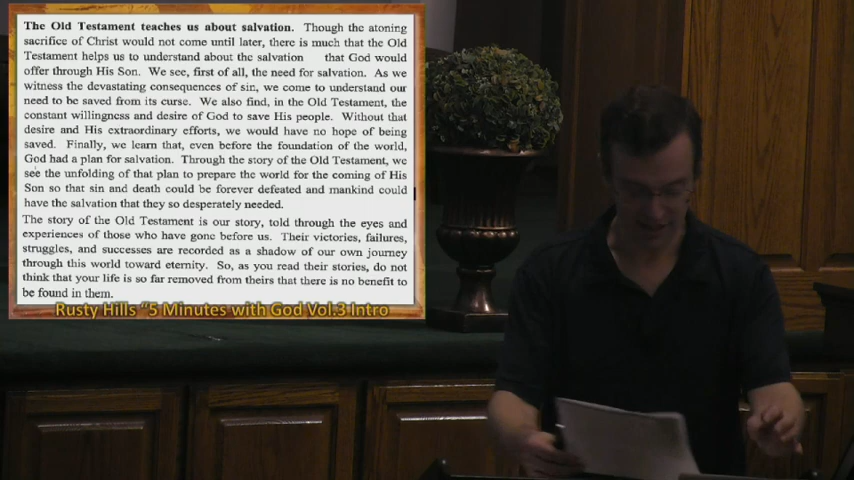 The Old Testament teaches us about salvation. Though the atoning
sacrifice of Christ would not come until later, there is much that the Old
Testament helps us to understand about the salvation that God would
offer through His Son. We see, first of all, the need for salvation. As we
witness the devastating consequences of sin, we come to understand our
need to be saved from its curse. We also find, in the Old Testament, the
constant willingness and desire of God to save His people. Without that
desire and His extraordinary efforts, we would have no hope of being
saved. Finally, we learn that, even before the foundation of the world,
God had a plan for salvation. Through the story of the Old Testament, we
see the unfolding of that plan to prepare the world for the coming of His
Son so that sin and death could be forever defeated and mankind could
have the salvation that they so desperately needed.
The story of the Old Testament is our story, told through the eyes and
experiences of those who have gone before us. Their victories, failures,
struggles, and successes are recorded as a shadow of our own journey
through this world toward eternity. So, as you read their stories, do not
think that your life is so far removed from theirs that there is no benefit to
be found in them.
Rusty Hills "5 Minutes with God Vol.3 Intro